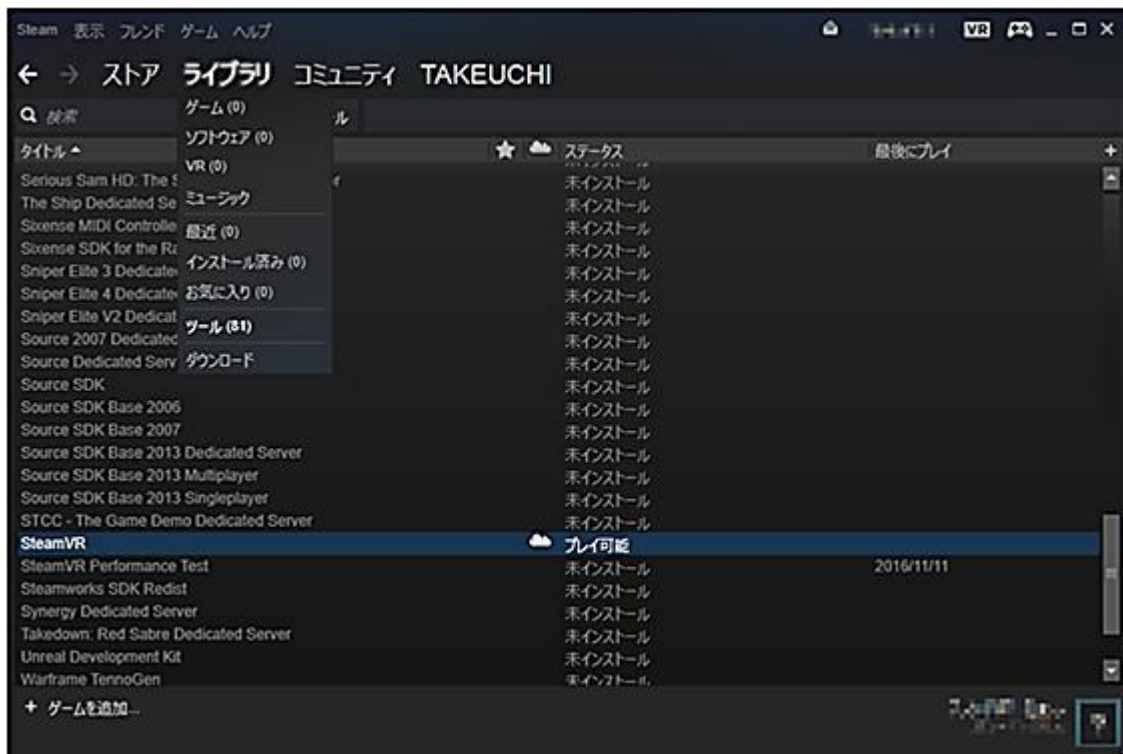 Steam 表示 フレンド ゲーム ヘルプ VR
ストア ライブラリ コミュニティ TAKEUCHI
検索 ル
ゲーム (0)
ソフトウェア (0)
VR (0)
ミュージック
最近 (0)
インストール済み (0)
お気に入り (0)
ツール (81)
ダウンロード
タイトル ステータス 最後にプレイ +
Serious Sam HD: The 未インストール
The Ship Dedicated Se 未インストール
Sixense MIDI Controlle 未インストール
Sixense SDK for the Ra 未インストール
Sniper Elite 3 Dedicate 未インストール
Sniper Elite 4 Dedicate 未インストール
Sniper Elite V2 Dedicat 未インストール
Source 2007 Dedicated 未インストール
Source Dedicated Serv 未インストール
Source SDK 未インストール
Source SDK Base 2006 未インストール
Source SDK Base 2007 未インストール
Source SDK Base 2013 Dedicated Server 未インストール
Source SDK Base 2013 Multiplayer 未インストール
Source SDK Base 2013 Singleplayer 未インストール
STCC - The Game Demo Dedicated Server 未インストール
SteamVR プレイ可能
SteamVR Performance Test 未インストール 2016/11/11
Steamworks SDK Redist 未インストール
Synergy Dedicated Server 未インストール
Takedown: Red Sabre Dedicated Server 未インストール
Unreal Development Kit 未インストール
Warframe TennoGen 未インストール
+ ゲームを追加...